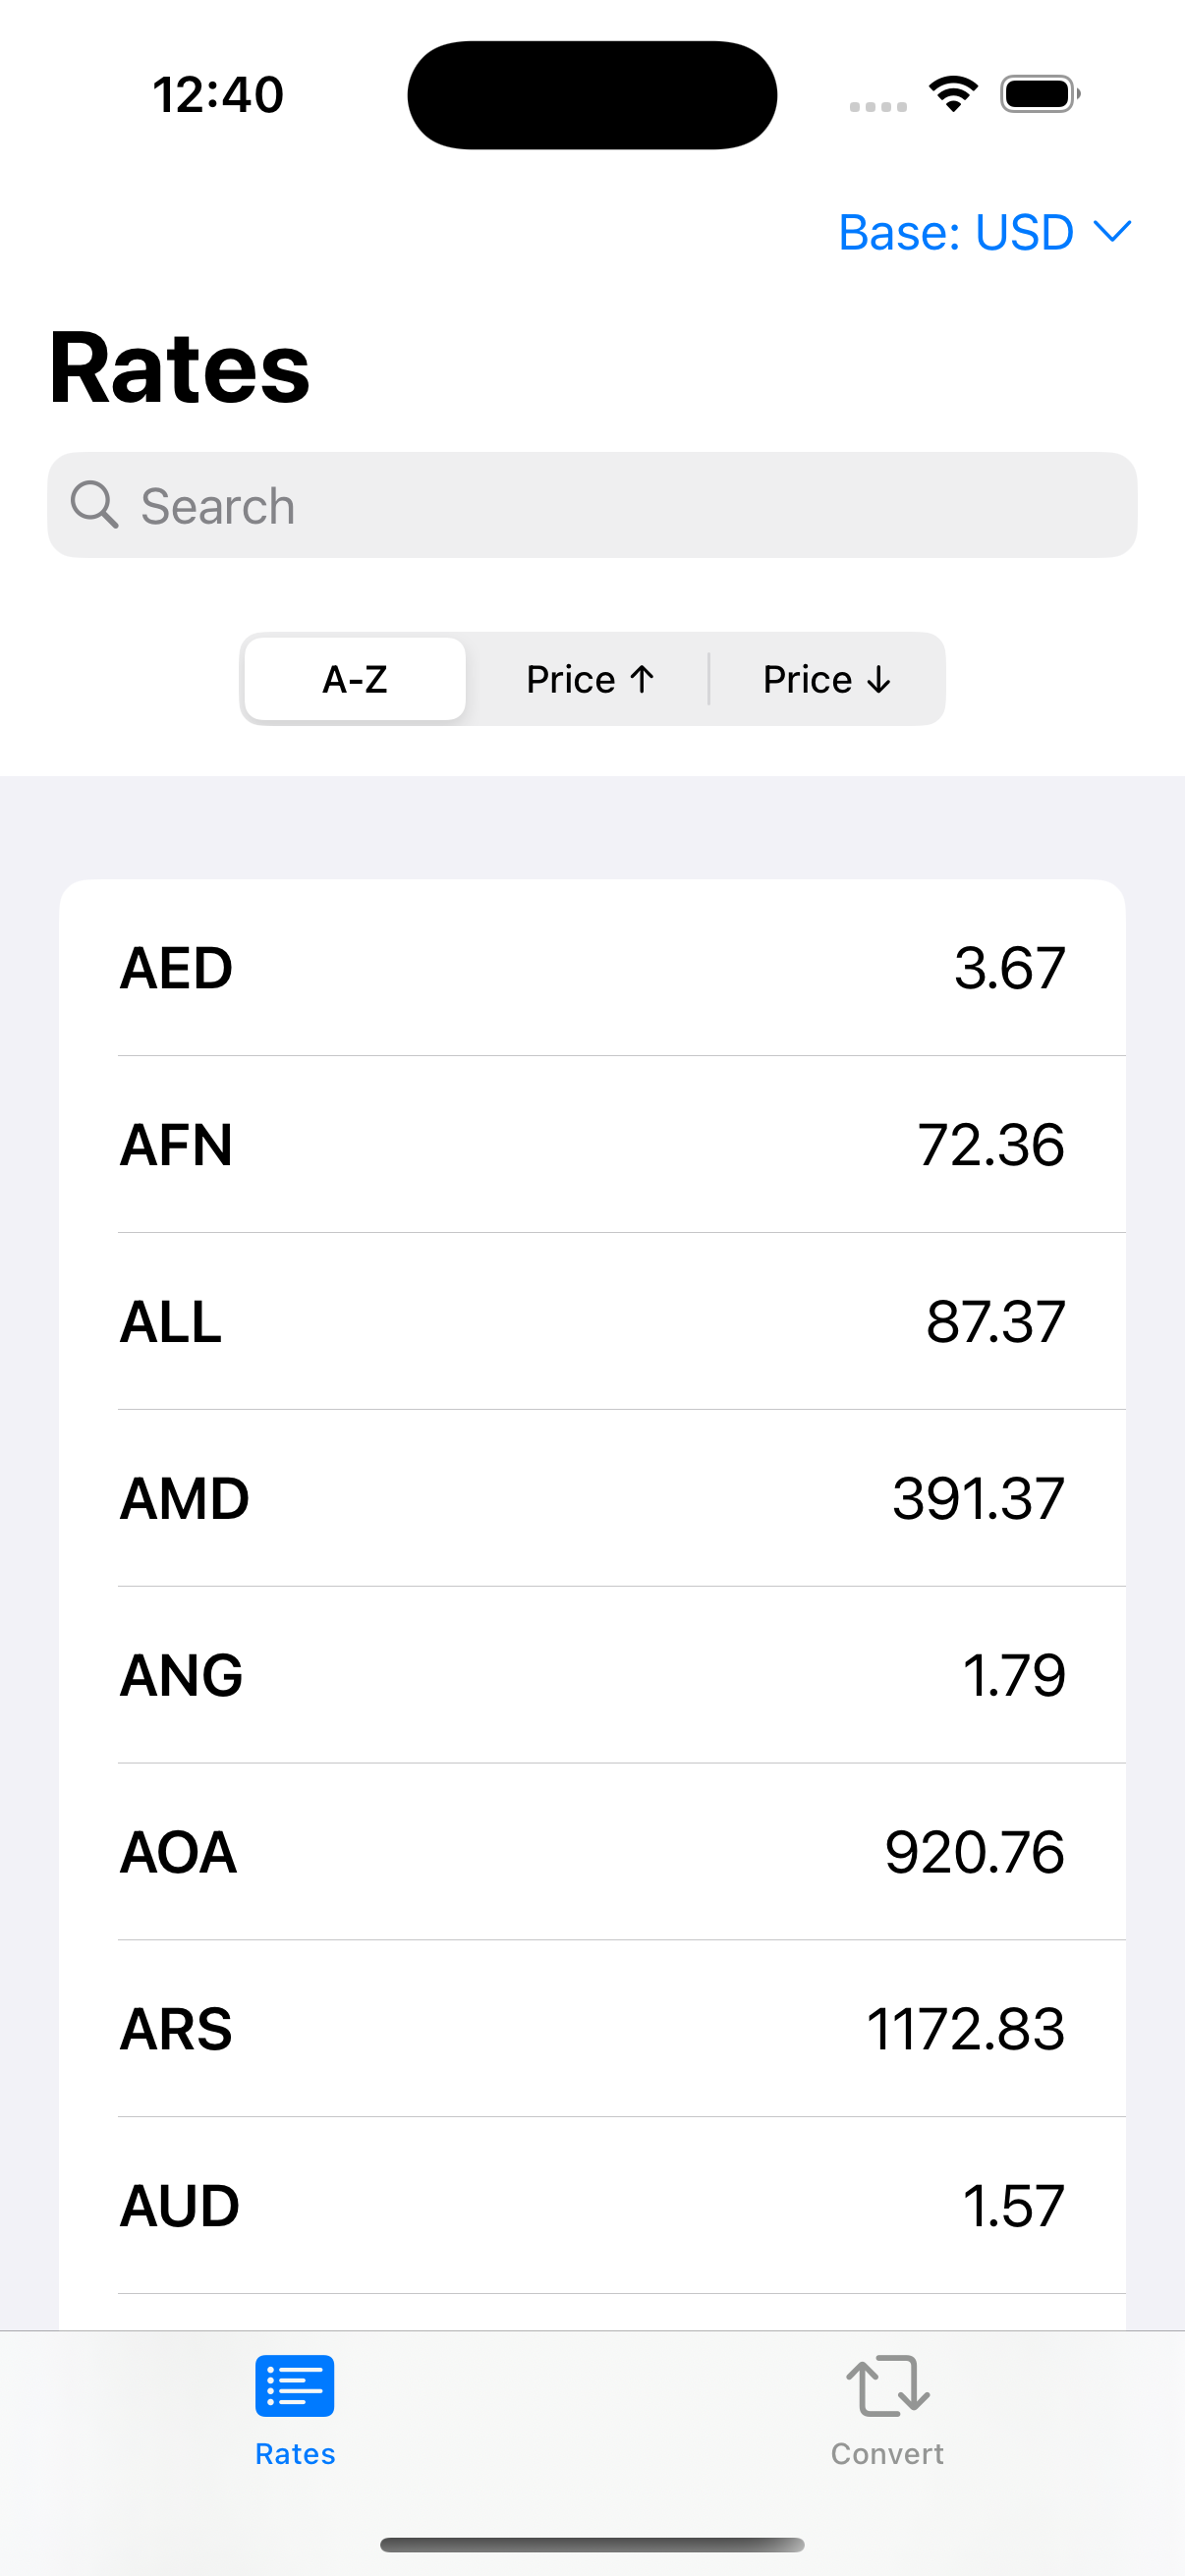 12:40
Base: USD
Rates
Search
A-Z Price ↑ Price ↓
AED 3.67
AFN 72.36
ALL 87.37
AMD 391.37
ANG 1.79
AOA 920.76
ARS 1172.83
AUD 1.57
Rates Convert